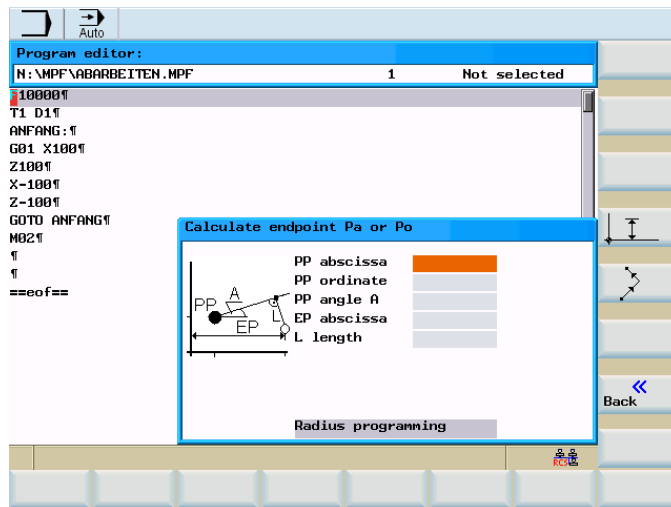 Auto
Program editor:
N:\MPF\ABARBEITEN.MPF 1 Not selected
10000¶
T1 D1¶
ANFANG:¶
G01 X100¶
Z100¶
X-100¶
Z-100¶
GOTO ANFANG¶
M02¶
¶
¶
==eof==
Calculate endpoint Pa or Po
PP abscissa
PP ordinate
PP angle A
EP abscissa
L length
PP
A
EP
L
Radius programming
Back